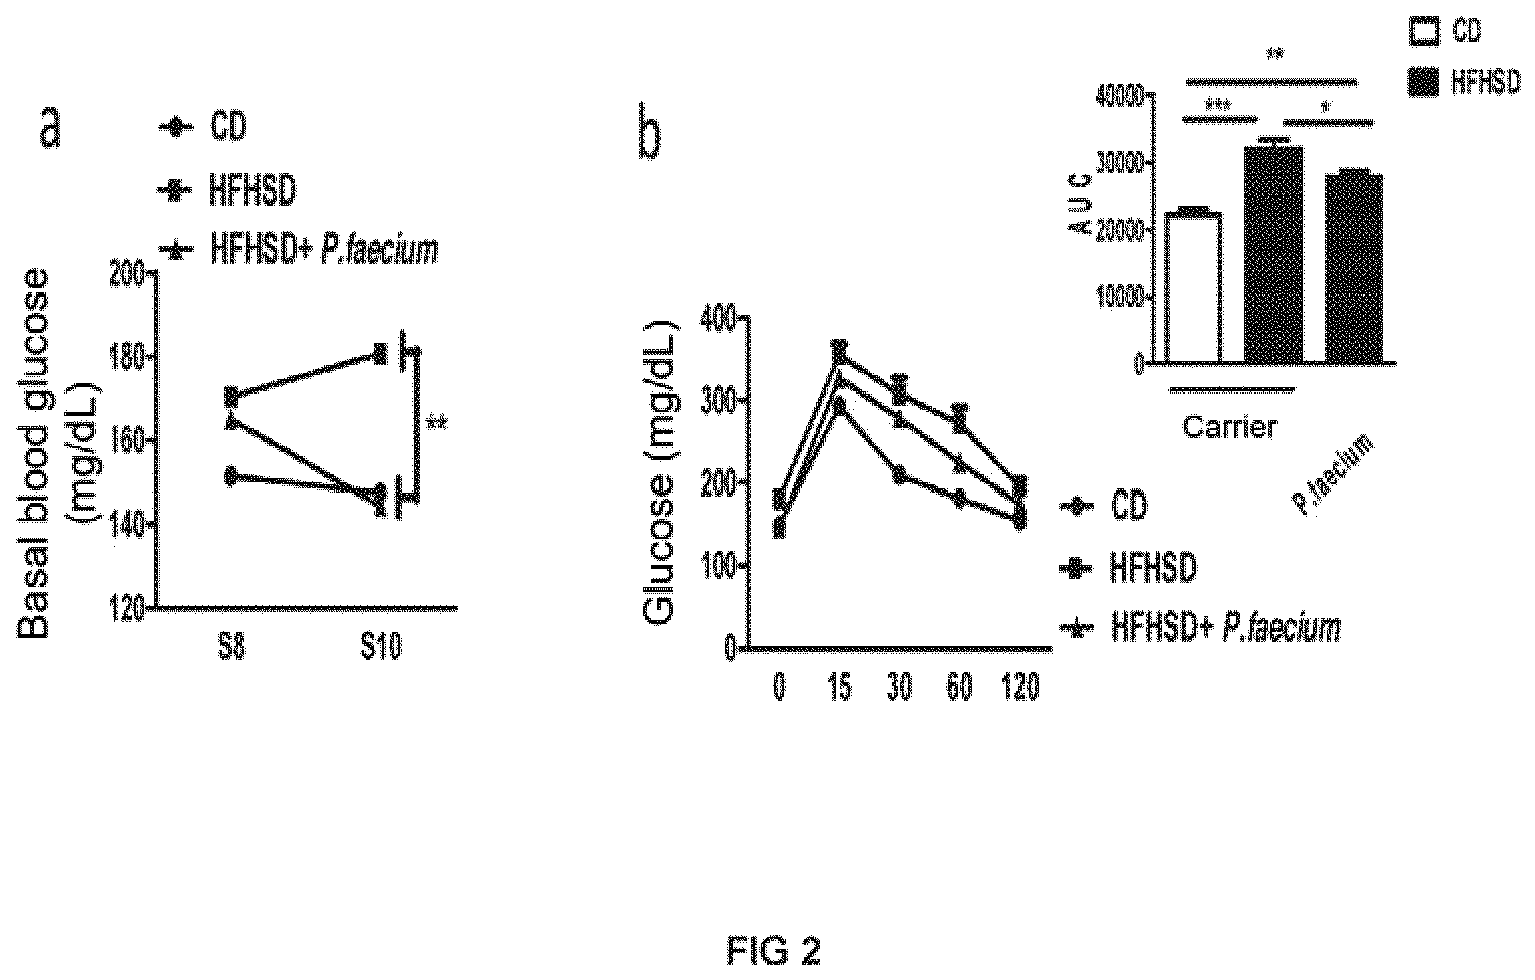 a
CD
HFHSD
HFHSD+ P.faecium
Basal blood glucose
(mg/dL)
200
180
160
140
120
S8
S10
**
b
Glucose (mg/dL)
400
300
200
100
0
0
15
30
60
120
CD
HFHSD
HFHSD+ P.faecium
CD
HFHSD
AUC
40000
30000
20000
10000
0
**
***
*
Carrier
P.faecium
FIG 2